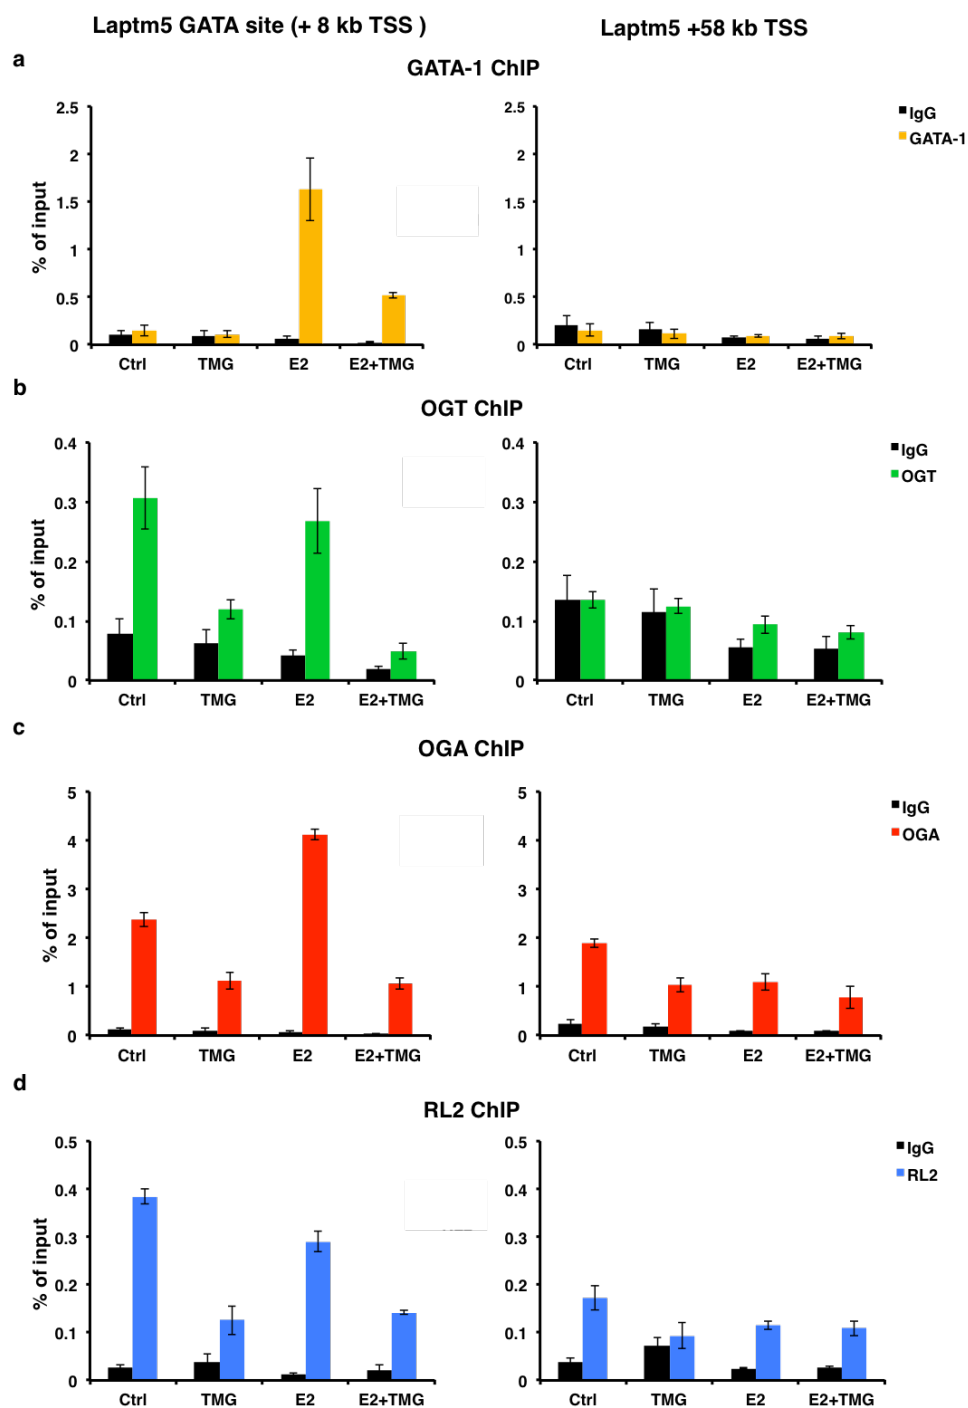 Laptm5 GATA site (+ 8 kb TSS )
Laptm5 +58 kb TSS
a
GATA-1 ChIP
% of input
2.5
2
1.5
1
0.5
0
Ctrl TMG E2 E2+TMG
2.5
2
1.5
1
0.5
0
Ctrl TMG E2 E2+TMG
IgG
GATA-1
b
OGT ChIP
% of input
0.4
0.3
0.2
0.1
0
Ctrl TMG E2 E2+TMG
0.4
0.3
0.2
0.1
0
Ctrl TMG E2 E2+TMG
IgG
OGT
c
OGA ChIP
% of input
5
4
3
2
1
0
Ctrl TMG E2 E2+TMG
5
4
3
2
1
0
Ctrl TMG E2 E2+TMG
IgG
OGA
d
RL2 ChIP
% of input
0.5
0.4
0.3
0.2
0.1
0
Ctrl TMG E2 E2+TMG
0.5
0.4
0.3
0.2
0.1
0
Ctrl TMG E2 E2+TMG
IgG
RL2